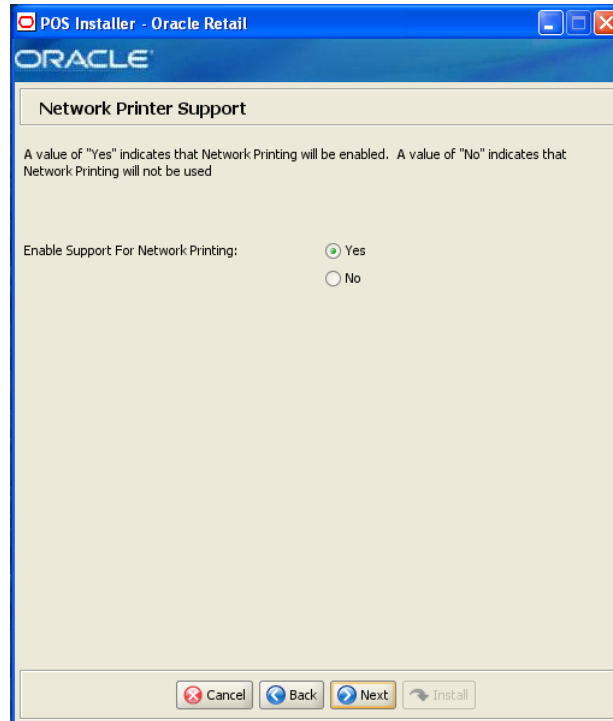 POS Installer - Oracle Retail
ORACLE
Network Printer Support
A value of "Yes" indicates that Network Printing will be enabled. A value of "No" indicates that
Network Printing will not be used
Enable Support For Network Printing:
Yes
No
Cancel
Back
Next
Install